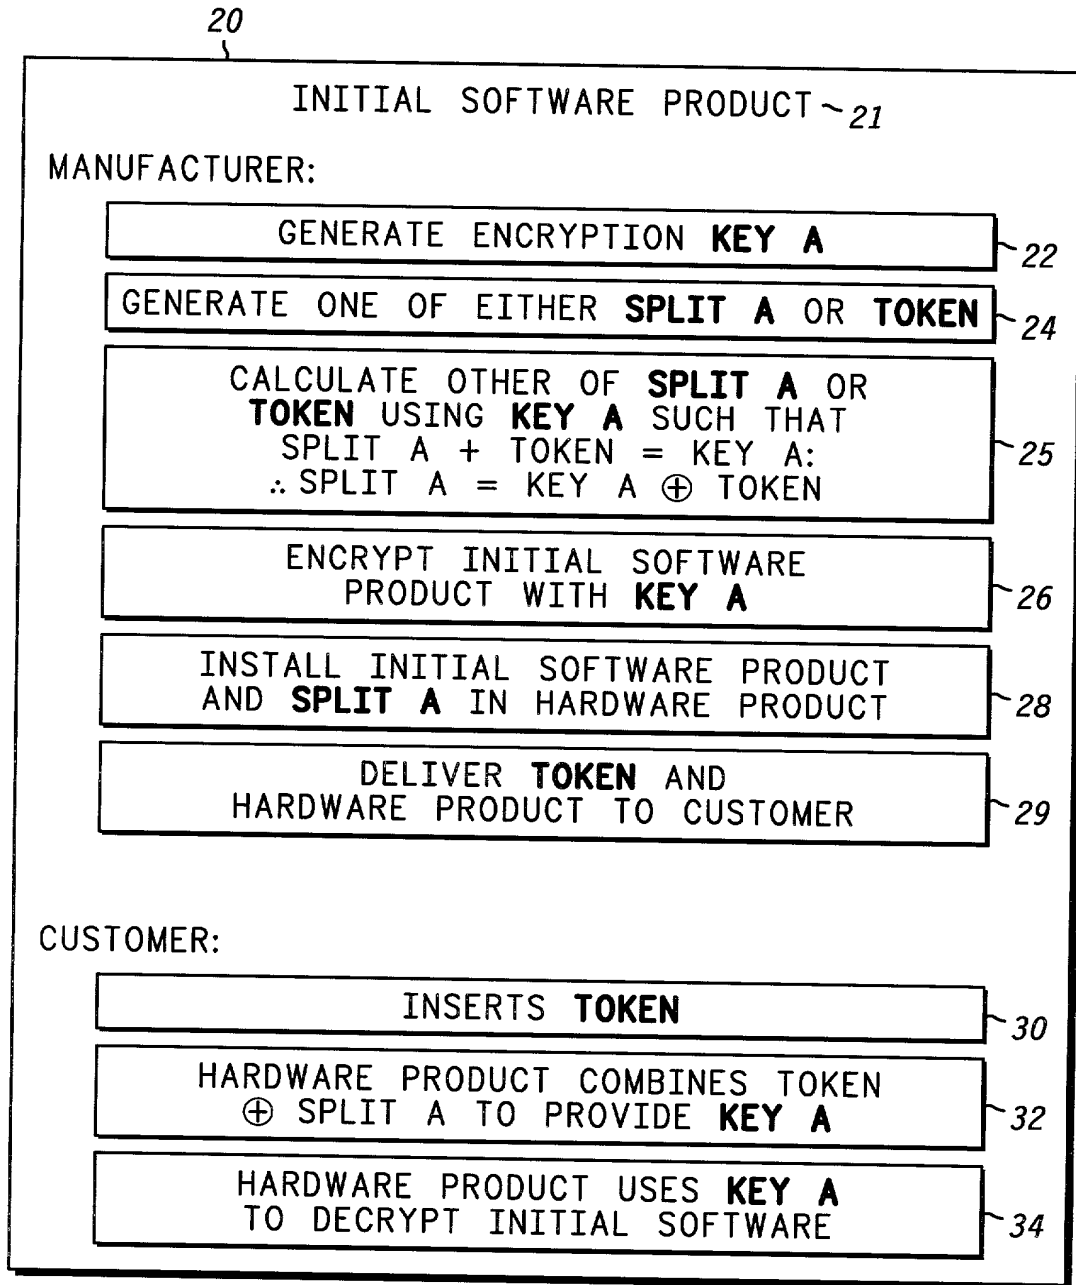 20
INITIAL SOFTWARE PRODUCT ~ 21
MANUFACTURER:
GENERATE ENCRYPTION KEY A
22
GENERATE ONE OF EITHER SPLIT A OR TOKEN
24
CALCULATE OTHER OF SPLIT A OR
TOKEN USING KEY A SUCH THAT
SPLIT A + TOKEN = KEY A:
∴ SPLIT A = KEY A ⊕ TOKEN
25
ENCRYPT INITIAL SOFTWARE
PRODUCT WITH KEY A
26
INSTALL INITIAL SOFTWARE PRODUCT
AND SPLIT A IN HARDWARE PRODUCT
28
DELIVER TOKEN AND
HARDWARE PRODUCT TO CUSTOMER
29
CUSTOMER:
INSERTS TOKEN
30
HARDWARE PRODUCT COMBINES TOKEN
⊕ SPLIT A TO PROVIDE KEY A
32
HARDWARE PRODUCT USES KEY A
TO DECRYPT INITIAL SOFTWARE
34